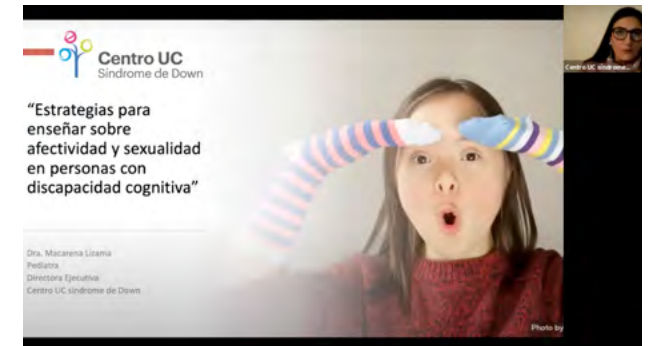 Centro UC
Síndrome de Down
“Estrategias para
enseñar sobre
afectividad y sexualidad
en personas con
discapacidad cognitiva”
Dra. Macarena Lizama
Pediatra
Directora Ejecutiva
Centro UC síndrome de Down
Photo by
Centro UC síndrome...